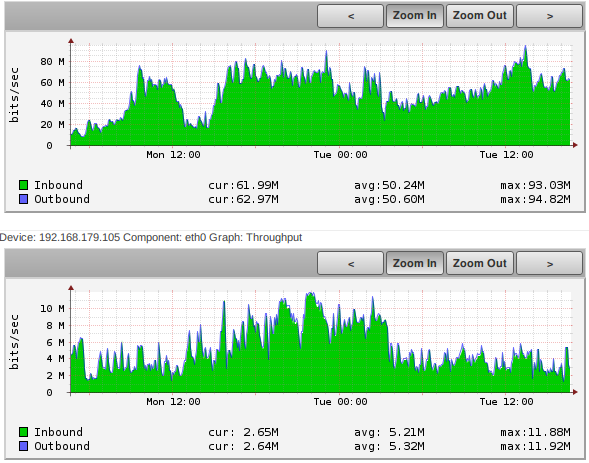 < Zoom In Zoom Out >
bits/sec
80 M
60 M
40 M
20 M
0
Mon 12:00 Tue 00:00 Tue 12:00
Inbound cur:61.99M avg:50.24M max:93.03M
Outbound cur:62.97M avg:50.60M max:94.82M
Device: 192.168.179.105 Component: eth0 Graph: Throughput
< Zoom In Zoom Out >
bits/sec
10 M
8 M
6 M
4 M
2 M
0
Mon 12:00 Tue 00:00 Tue 12:00
Inbound cur: 2.65M avg: 5.21M max:11.88M
Outbound cur: 2.64M avg: 5.32M max:11.92M